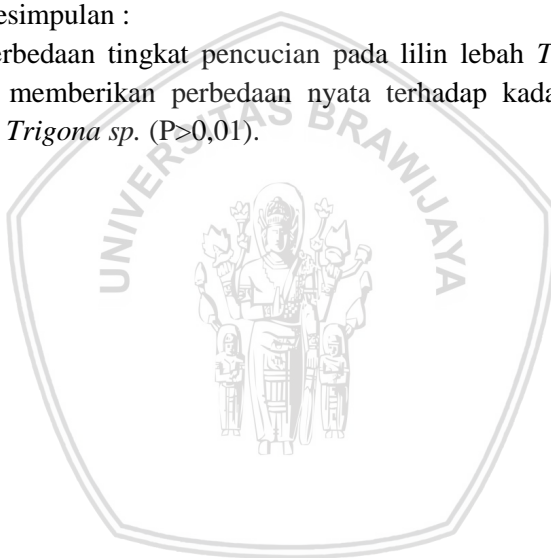 esimpulan :
erbedaan tingkat pencucian pada lilin lebah T
memberikan perbedaan nyata terhadap kada
Trigona sp. (P>0,01).
UNIVERSITAS BRAWIJAYA